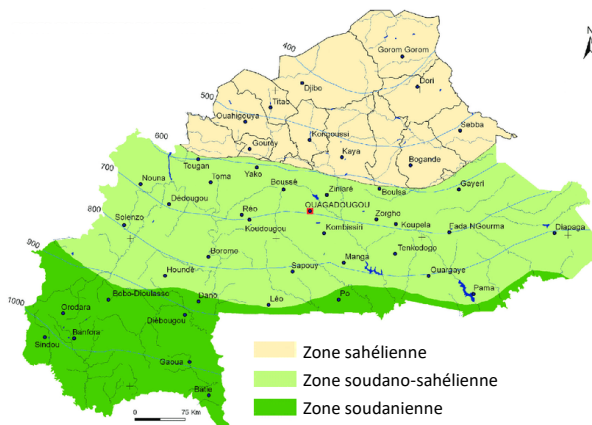 N
400
Gorom Gorom
Djibo
Dori
500
Titao
Ouahigouya
Kongoussi
Sebba
Gourcy
Kaya
Bogande
600
Tougan
Yako
700
Nouna
Toma
Boussé
Ziniaré
Boulsa
Gayeri
Dédougou
OUAGADOUGOU
800
Solenzo
Réo
Koudougou
Zorgho
Koupela
Kombissiri
Fada NGourma
Diapaga
900
Boromo
Manga
Tenkodogo
Houndé
Sapouy
Ouargaye
1000
Bobo-Dioulasso
Dano
Léo
Po
Pama
Orodara
Diébougou
Banfora
Sindou
Gaoua
Batié
0
75 Km
Zone sahélienne
Zone soudano-sahélienne
Zone soudanienne